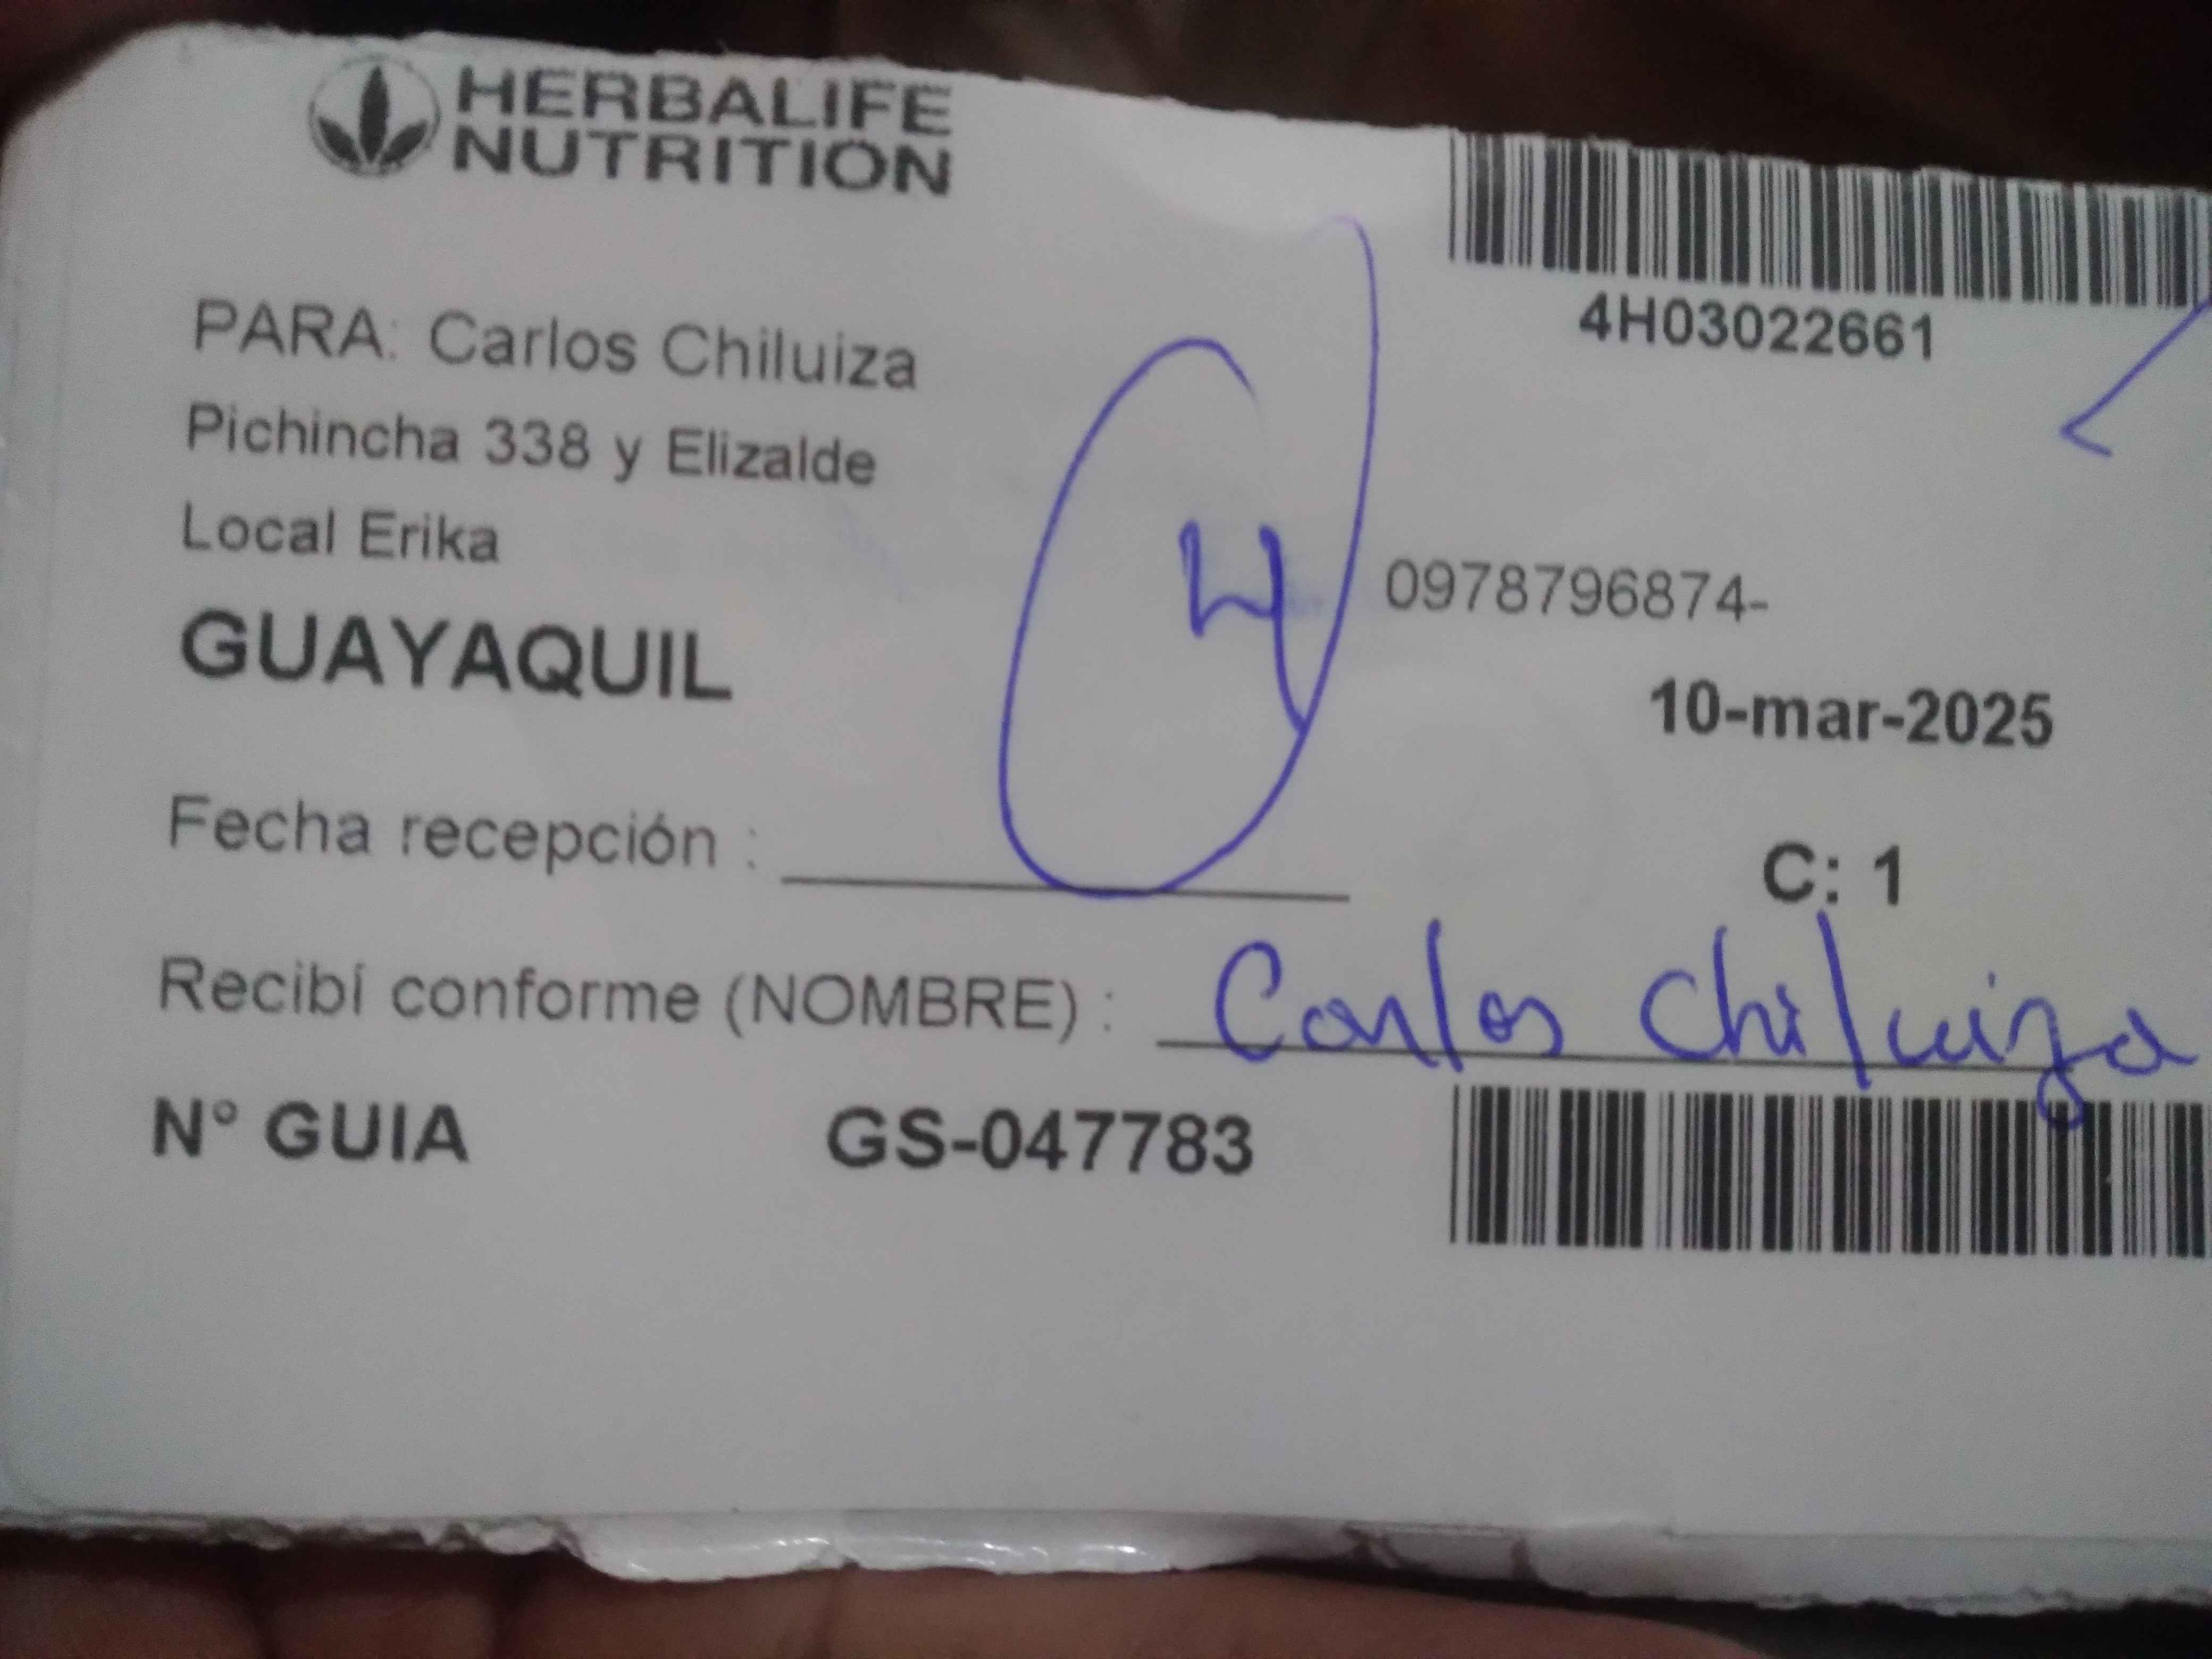 HERBALIFE
NUTRITION
4H03022661
PARA: Carlos Chiluiza
Pichincha 338 y Elizalde
Local Erika
4
0978796874-
GUAYAQUIL
10-mar-2025
Fecha recepción :
C: 1
Recibí conforme (NOMBRE) : Carlos Chiluiza
N° GUIA GS-047783